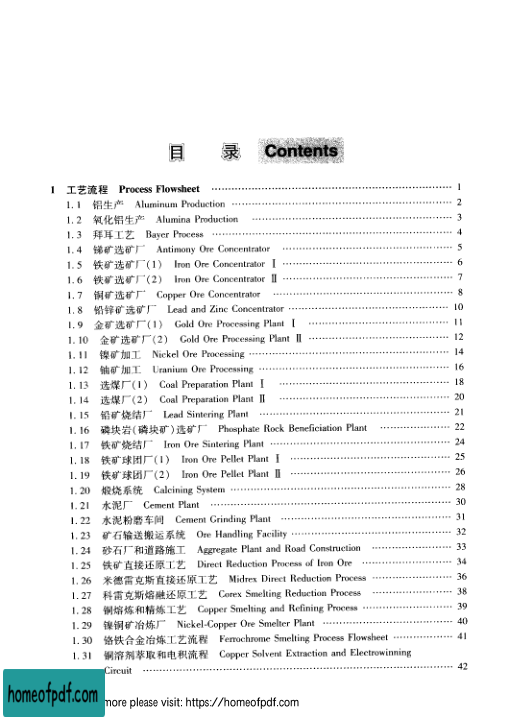 目 录 Contents
1 工艺流程 Process Flowsheet 1
1.1 铝生产 Aluminum Production 2
1.2 氧化铝生产 Alumina Production 3
1.3 拜耳工艺 Bayer Process 4
1.4 锑矿选矿厂 Antimony Ore Concentrator 5
1.5 铁矿选矿厂(1) Iron Ore Concentrator Ⅰ 6
1.6 铁矿选矿厂(2) Iron Ore Concentrator Ⅱ 7
1.7 铜矿选矿厂 Copper Ore Concentrator 8
1.8 铅锌矿选矿厂 Lead and Zinc Concentrator 10
1.9 金矿选矿厂(1) Gold Ore Processing Plant Ⅰ 11
1.10 金矿选矿厂(2) Gold Ore Processing Plant Ⅱ 12
1.11 镍矿加工 Nickel Ore Processing 14
1.12 铀矿加工 Uranium Ore Processing 16
1.13 选煤厂(1) Coal Preparation Plant Ⅰ 18
1.14 选煤厂(2) Coal Preparation Plant Ⅱ 20
1.15 铅矿烧结厂 Lead Sintering Plant 21
1.16 磷块岩(磷块矿)选矿厂 Phosphate Rock Beneficiation Plant 22
1.17 铁矿烧结厂 Iron Ore Sintering Plant 24
1.18 铁矿球团厂(1) Iron Ore Pellet Plant Ⅰ 25
1.19 铁矿球团厂(2) Iron Ore Pellet Plant Ⅱ 26
1.20 煅烧系统 Calcining System 28
1.21 水泥厂 Cement Plant 30
1.22 水泥粉磨车间 Cement Grinding Plant 31
1.23 矿石输送搬运系统 Ore Handling Facility 32
1.24 砂石厂和道路施工 Aggregate Plant and Road Construction 33
1.25 铁矿直接还原工艺 Direct Reduction Process of Iron Ore 34
1.26 米德雷克斯直接还原工艺 Midrex Direct Reduction Process 36
1.27 科雷克斯熔融还原工艺 Corex Smelting Reduction Process 38
1.28 铜熔炼和精炼工艺 Copper Smelting and Refining Process 39
1.29 镍铜矿冶炼厂 Nickel-Copper Ore Smelter Plant 40
1.30 铬铁合金冶炼工艺流程 Ferrochrome Smelting Process Flowsheet 41
1.31 铜溶剂萃取和电积流程 Copper Solvent Extraction and Electrowinning
Circuit 42
homeofpdf.com
more please visit: https://homeofpdf.com